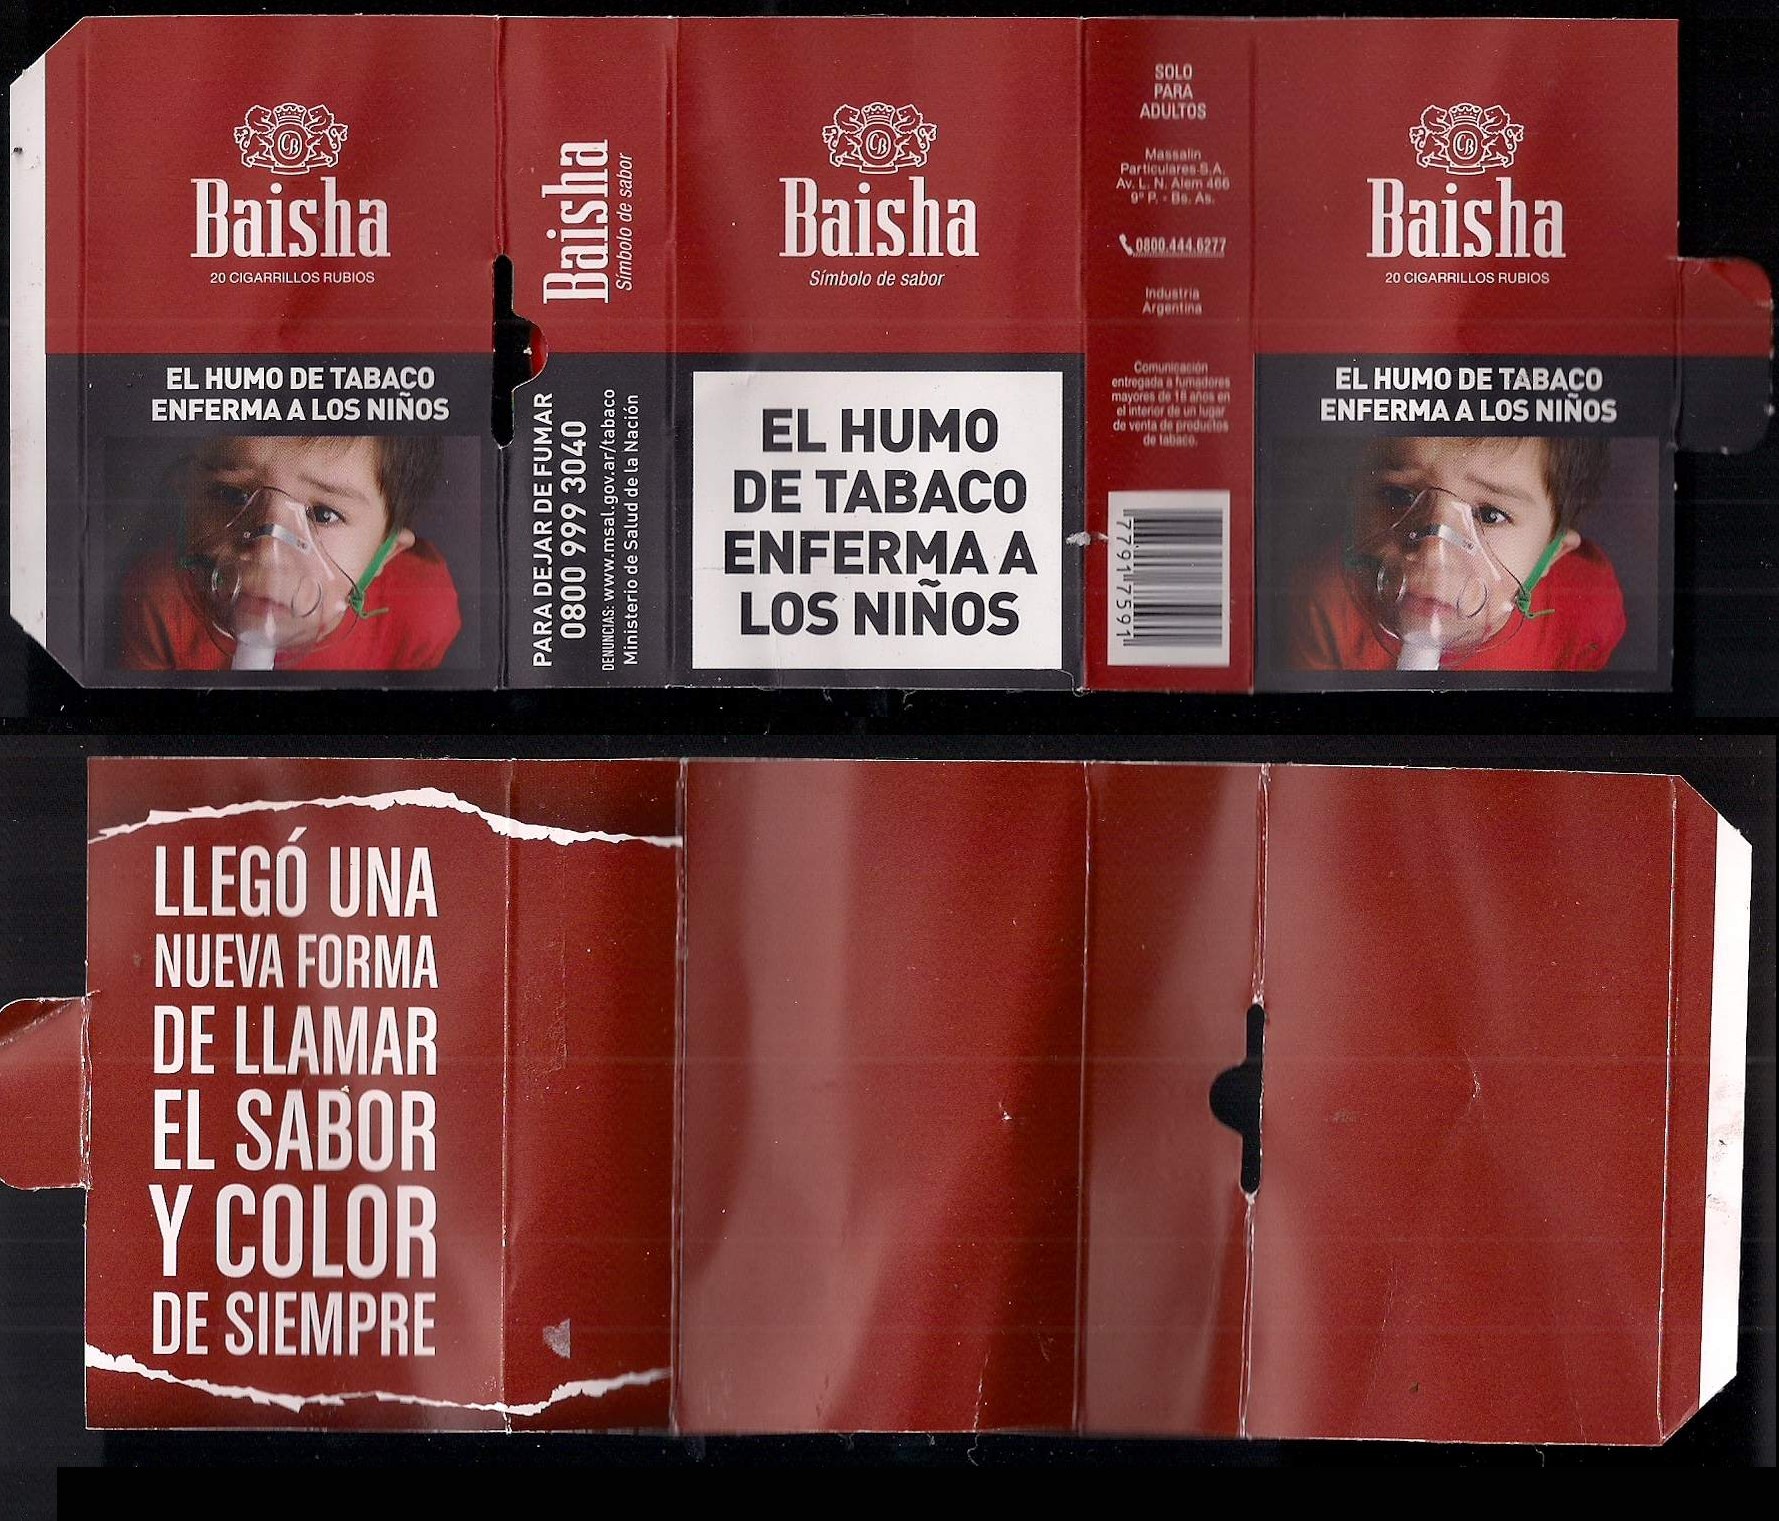 CB
Baisha
20 CIGARRILLOS RUBIOS
EL HUMO DE TABACO
ENFERMA A LOS NIÑOS
Baisha
Símbolo de sabor
PARA DEJAR DE FUMAR
0800 999 3040
DENUNCIAS: www.msal.gov.ar/tabaco
Ministerio de Salud de la Nación
CB
Baisha
Símbolo de sabor
EL HUMO
DE TABACO
ENFERMA A
LOS NIÑOS
SOLO
PARA
ADULTOS
Massalin
Particulares S.A.
Av. L. N. Alem 466
9° P. - Bs. As.
0800.444.6277
Industria
Argentina
Comunicación
entregada a fumadores
mayores de 18 años en
el interior de un lugar
de venta de productos
de tabaco.
77917591
CB
Baisha
20 CIGARRILLOS RUBIOS
EL HUMO DE TABACO
ENFERMA A LOS NIÑOS
LLEGÓ UNA
NUEVA FORMA
DE LLAMAR
EL SABOR
Y COLOR
DE SIEMPRE